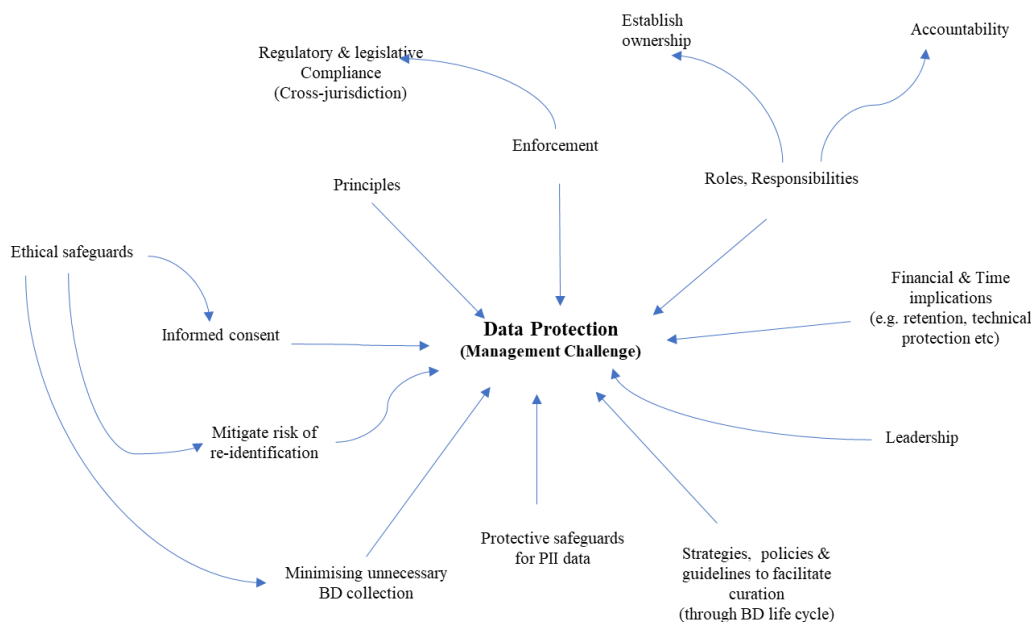 Establish
ownership
Accountability
Regulatory & legislative
Compliance
(Cross-jurisdiction)
Enforcement
Principles
Roles, Responsibilities
Ethical safeguards
Financial & Time
implications
(e.g. retention, technical
protection etc)
Informed consent
Data Protection
(Management Challenge)
Mitigate risk of
re-identification
Leadership
Protective safeguards
for PII data
Strategies, policies &
guidelines to facilitate
curation
(through BD life cycle)
Minimising unnecessary
BD collection